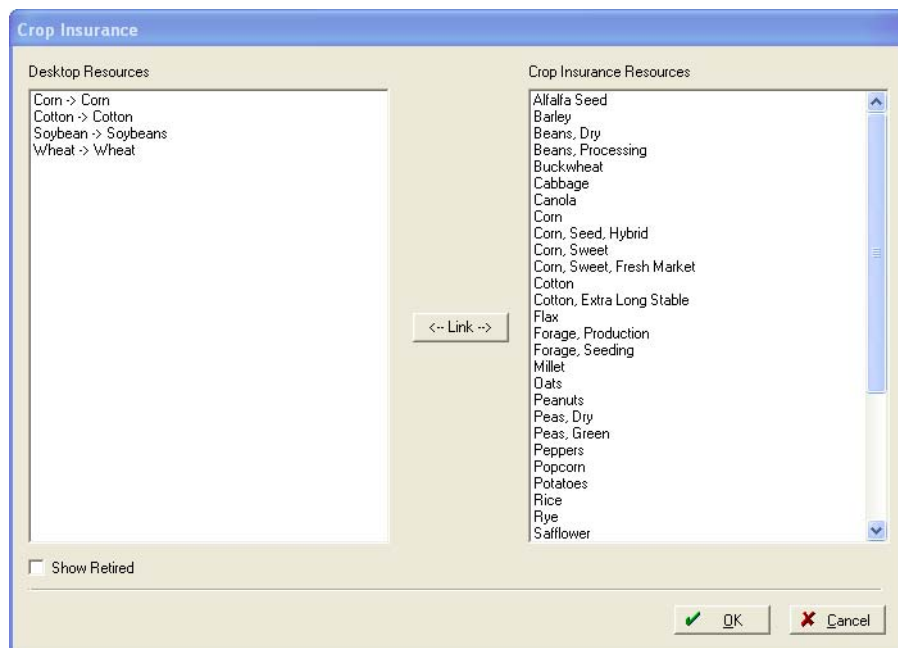 Crop Insurance
Desktop Resources
Corn -> Corn
Cotton -> Cotton
Soybean -> Soybeans
Wheat -> Wheat
<-- Link -->
Crop Insurance Resources
Alfalfa Seed
Barley
Beans, Dry
Beans, Processing
Buckwheat
Cabbage
Canola
Corn
Corn, Seed, Hybrid
Corn, Sweet
Corn, Sweet, Fresh Market
Cotton
Cotton, Extra Long Stable
Flax
Forage, Production
Forage, Seeding
Millet
Oats
Peanuts
Peas, Dry
Peas, Green
Peppers
Popcorn
Potatoes
Rice
Rye
Safflower
Show Retired
OK
Cancel